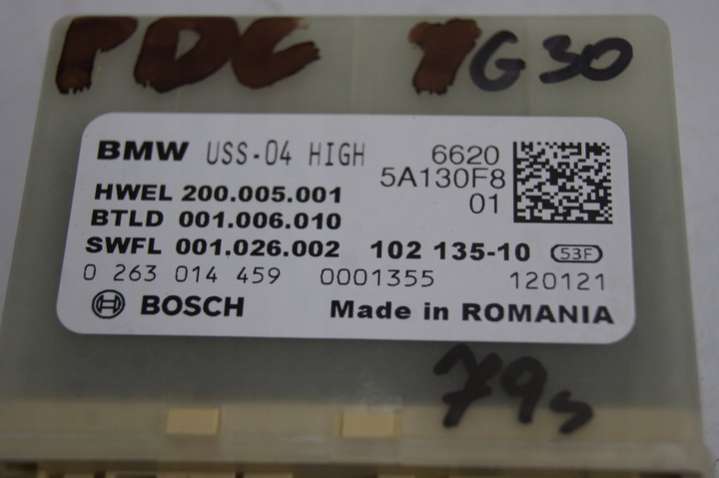 PDC G30
BMW USS-04 HIGH 6620
5A130F8
HWEL 200.005.001 01
BTLD 001.006.010
SWFL 001.026.002 102 135-10 53F
0 263 014 459 0001355 120121
BOSCH Made in ROMANIA